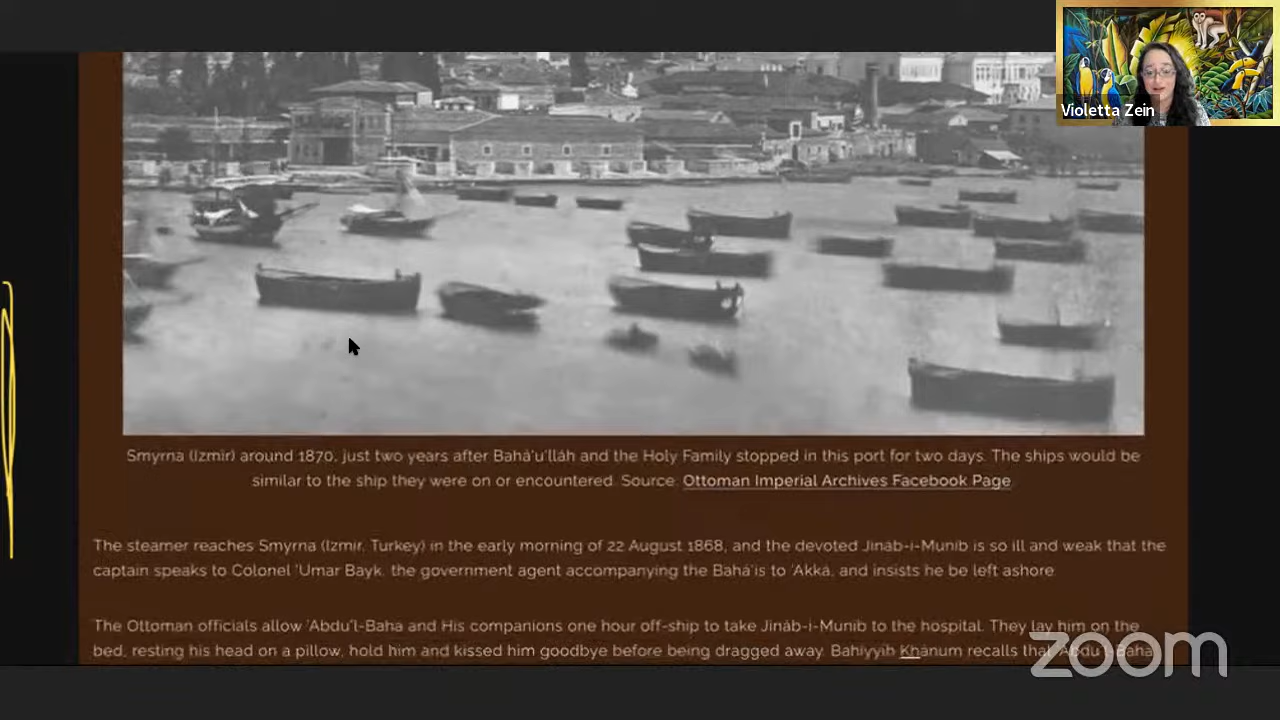 Violetta Zein
Smyrna (Izmir) around 1870, just two years after Bahá'u'lláh and the Holy Family stopped in this port for two days. The ships would be
similar to the ship they were on or encountered. Source: Ottoman Imperial Archives Facebook Page
The steamer reaches Smyrna (Izmir, Turkey) in the early morning of 22 August 1868, and the devoted Jináb-i-Munib is so ill and weak that the
captain speaks to Colonel 'Umar Bayk, the government agent accompanying the Bahá'ís to 'Akká, and insists he be left ashore.
The Ottoman officials allow 'Abdu'l-Baha and His companions one hour off-ship to take Jináb-i-Munib to the hospital. They lay him on the
bed, resting his head on a pillow, hold him and kissed him goodbye before being dragged away. Bahíyyih Khánum recalls that 'Abdu'l-Bahá
zoom